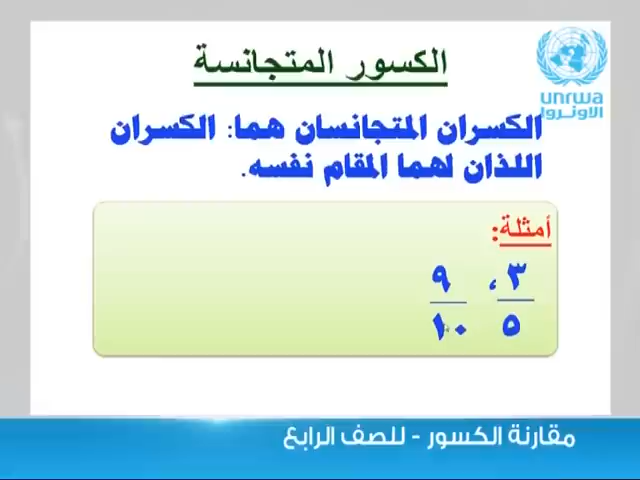 الكسور المتجانسة
unrwa
الأونروا
الكسران المتجانسان هما: الكسران
اللذان لهما المقام نفسه.
أمثلة:
٣ ، ٩
٥ ١٠
مقارنة الكسور - للصف الرابع